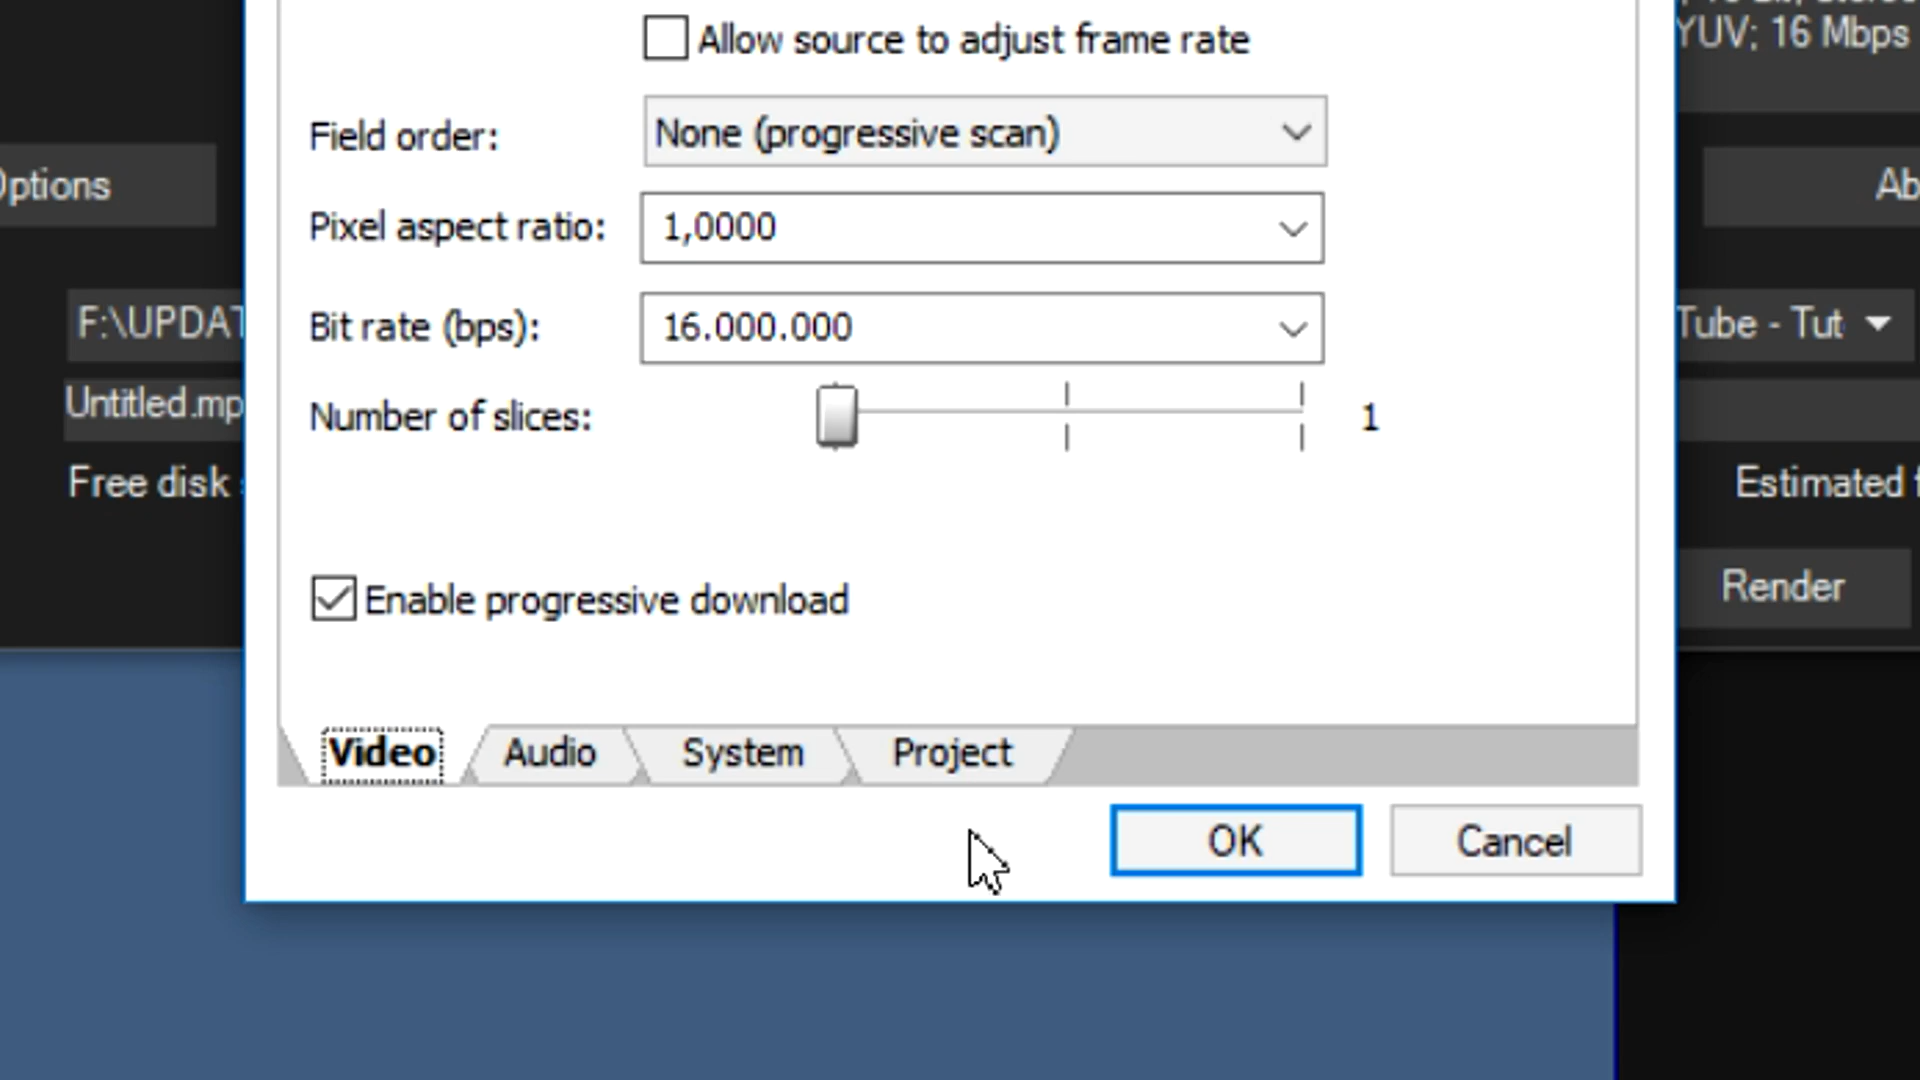 Allow source to adjust frame rate
YUV; 16 Mbps
Field order: None (progressive scan)
Options
Pixel aspect ratio: 1,0000
F:\UPDAT
Bit rate (bps): 16.000.000
Tube - Tut
Untitled.mp
Number of slices: 1
Free disk
Estimated
Enable progressive download
Render
Video Audio System Project
OK Cancel